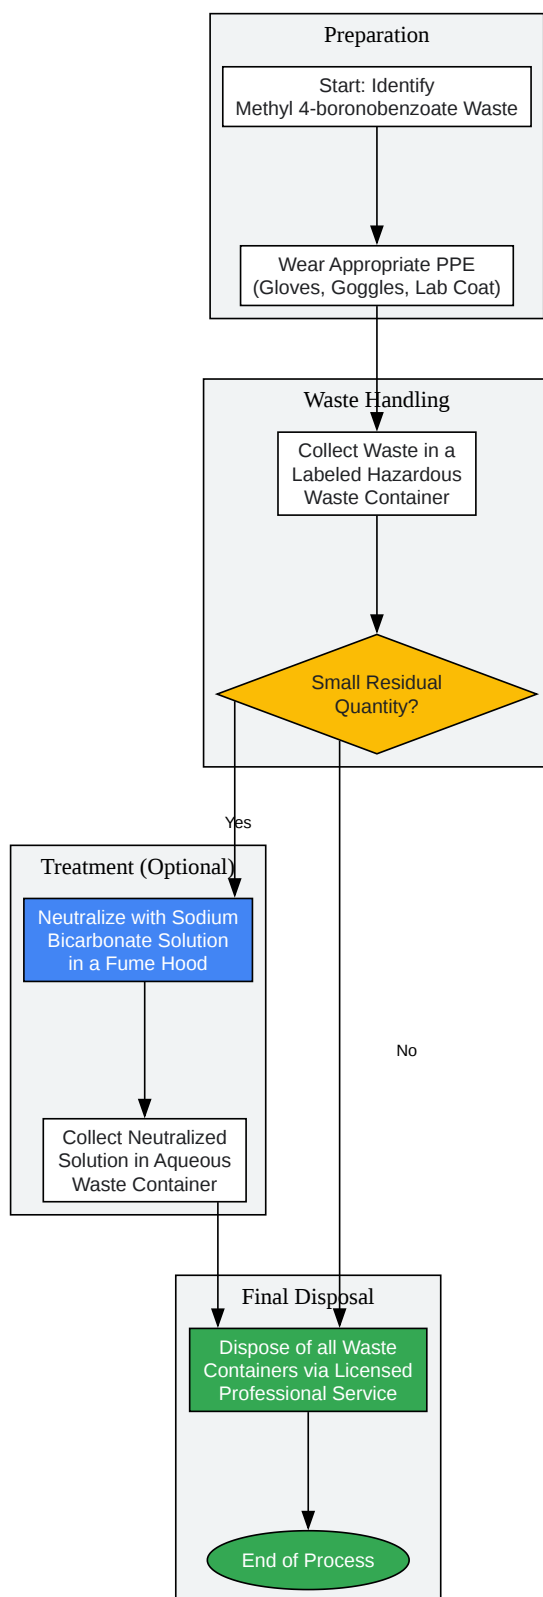 Preparation
Start: Identify
Methyl 4-boronobenzoate Waste
Wear Appropriate PPE
(Gloves, Goggles, Lab Coat)
Waste Handling
Collect Waste in a
Labeled Hazardous
Waste Container
Small Residual
Quantity?
Yes
Treatment (Optional)
Neutralize with Sodium
Bicarbonate Solution
in a Fume Hood
No
Collect Neutralized
Solution in Aqueous
Waste Container
Final Disposal
Dispose of all Waste
Containers via Licensed
Professional Service
End of Process